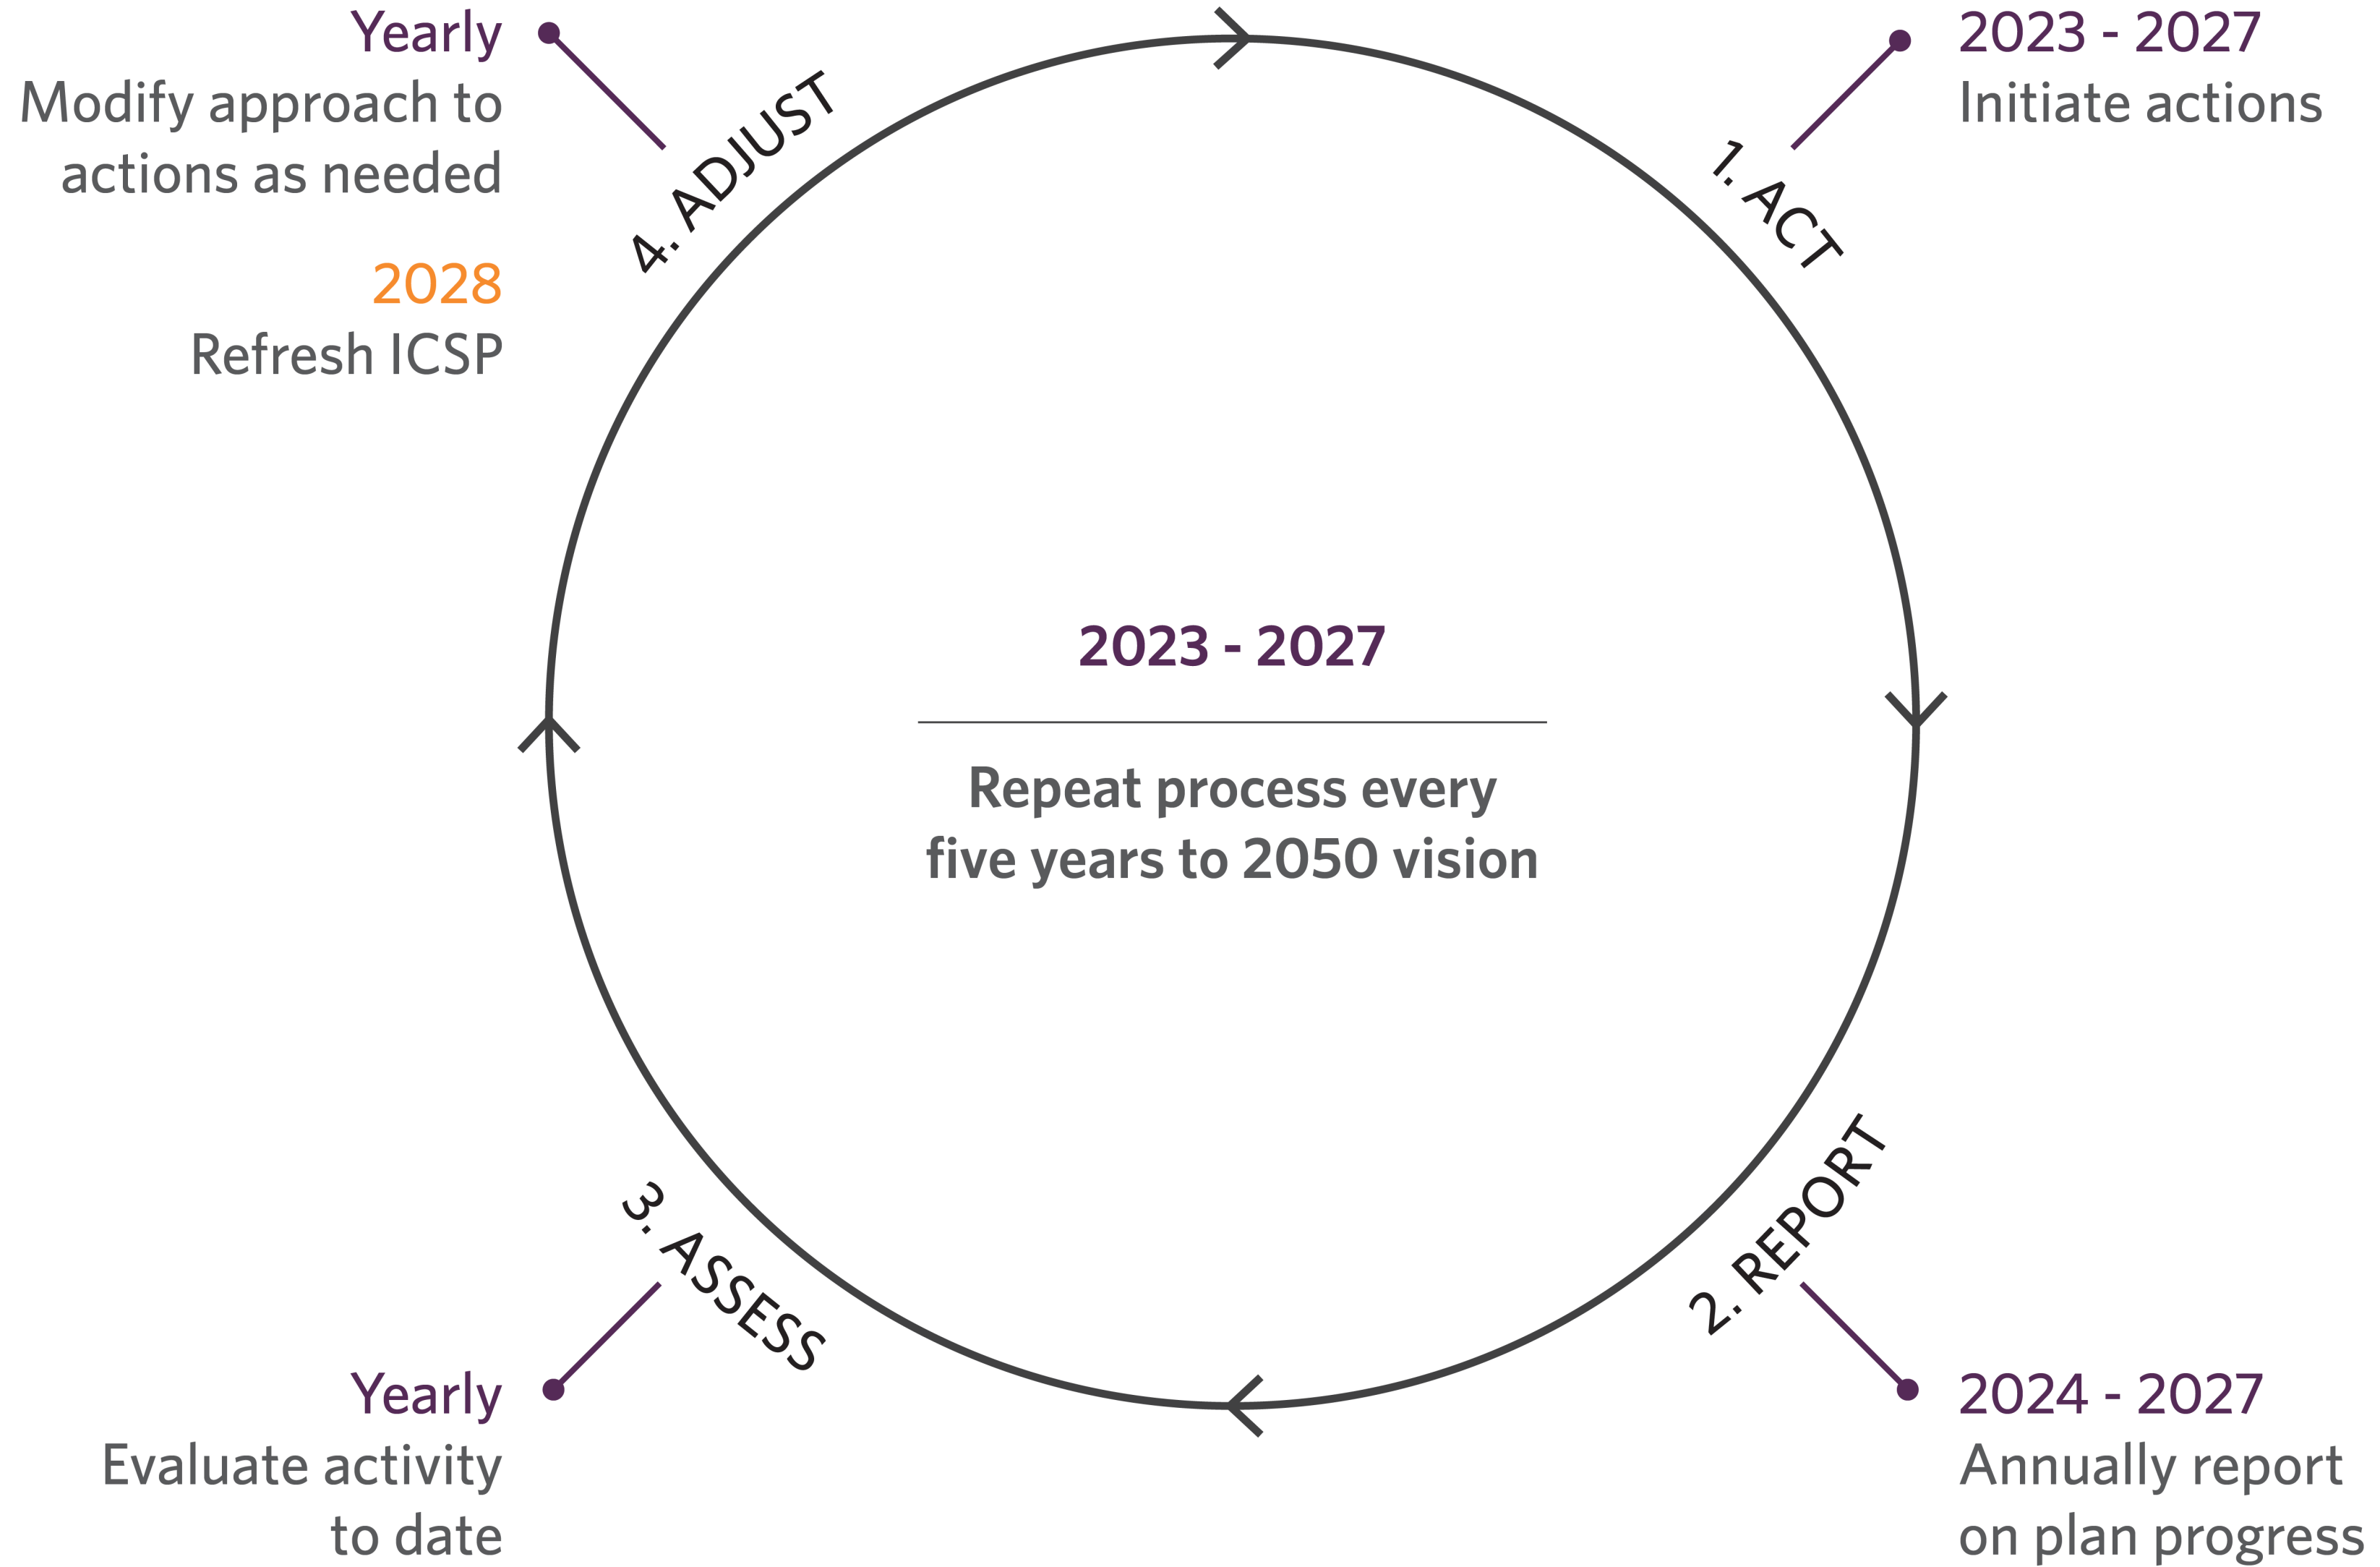 Yearly
Modify approach to
actions as needed
2028
Refresh ICSP
4. ADJUST
2023 - 2027
Initiate actions
1. ACT
2023 - 2027
Repeat process every
five years to 2050 vision
3. ASSESS
Yearly
Evaluate activity
to date
2. REPORT
2024 - 2027
Annually report
on plan progress